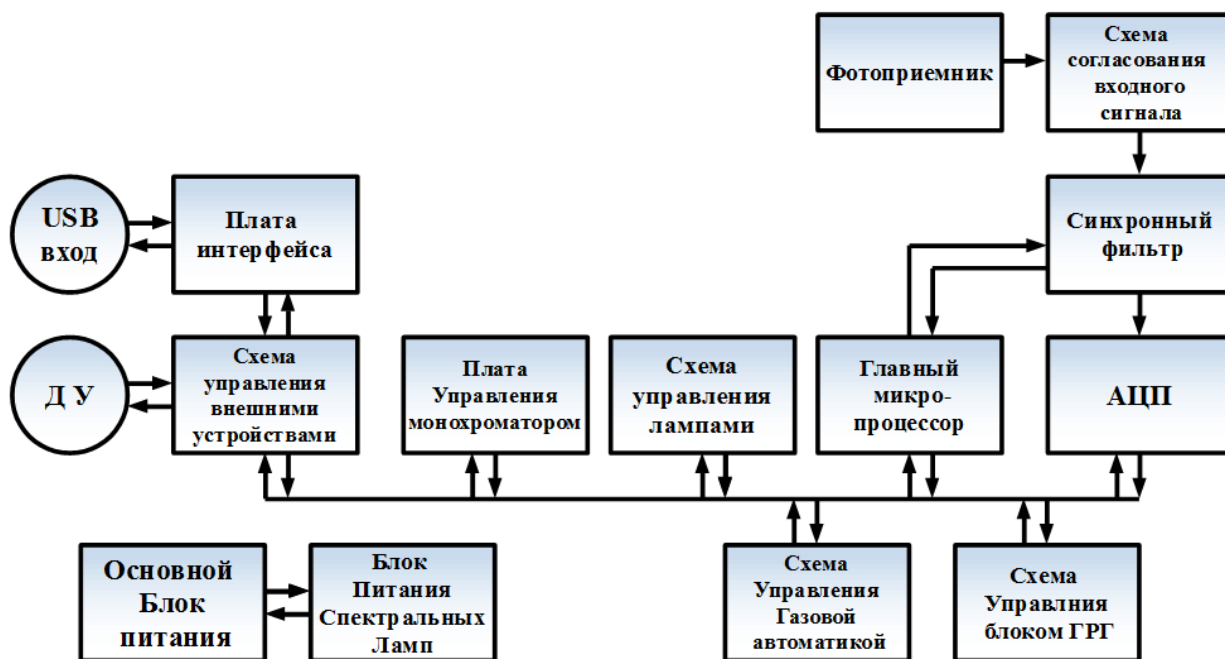 Фотоприемник
Схема
согласования
входного
сигнала
USB
вход
Плата
интерфейса
Синхронный
фильтр
Д У
Схема
управления
внешними
устройствами
Плата
Управления
монохроматором
Схема
управления
лампами
Главный
микро-
процессор
АЦП
Основной
Блок
питания
Блок
Питания
Спектральных
Ламп
Схема
Управления
Газовой
автоматикой
Схема
Управлния
блоком ГРГ